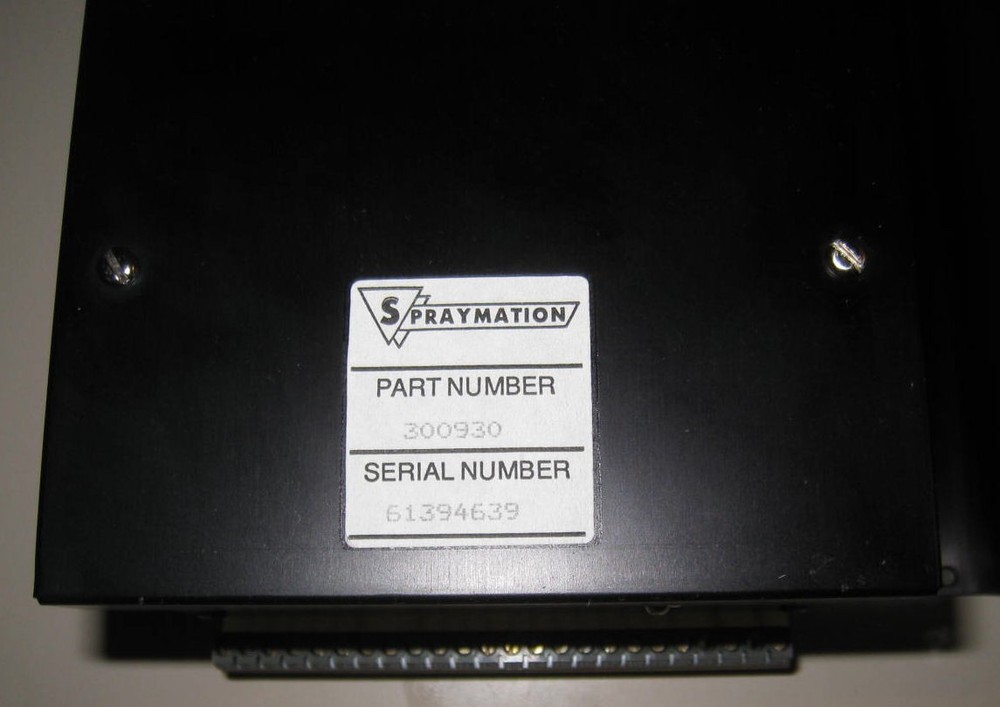 SPRAYMATION
PART NUMBER
300930
SERIAL NUMBER
61394639